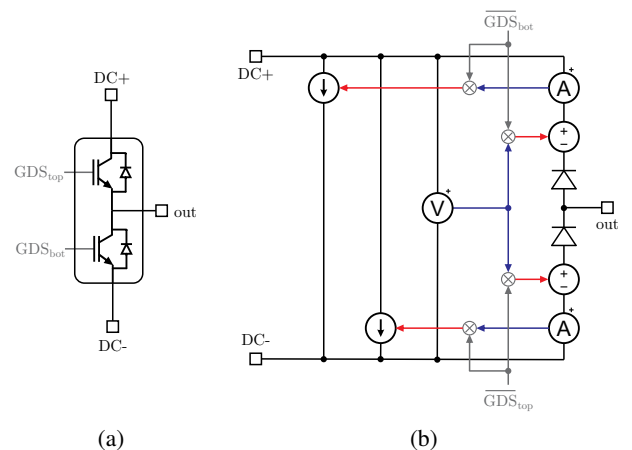 DC+
GDS_top
out
GDS_bot
DC-
(a)
GDS_bot
DC+
A
+
+
−
V
+
out
+
−
A
+
DC-
GDS_top
(b)